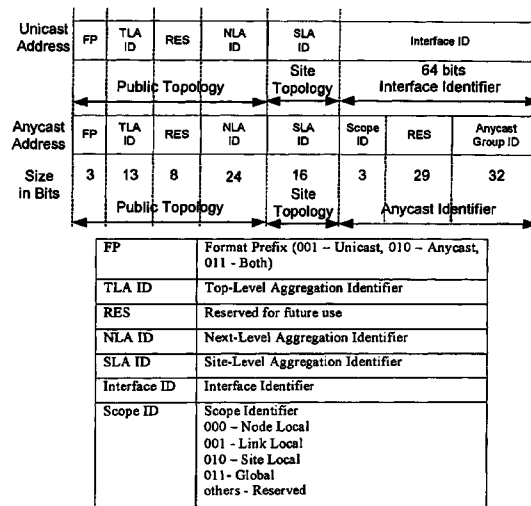 Unicast Address FP TLA ID RES NLA ID SLA ID Interface ID
Public Topology Site Topology 64 bits Interface Identifier
Anycast Address FP TLA ID RES NLA ID SLA ID Scope ID RES Anycast Group ID
Size in Bits 3 13 8 24 16 3 29 32
Public Topology Site Topology Anycast Identifier
FP Format Prefix (001 – Unicast, 010 – Anycast,
011 - Both)
TLA ID Top-Level Aggregation Identifier
RES Reserved for future use
NLA ID Next-Level Aggregation Identifier
SLA ID Site-Level Aggregation Identifier
Interface ID Interface Identifier
Scope ID Scope Identifier
000 – Node Local
001 - Link Local
010 – Site Local
011- Global
others - Reserved